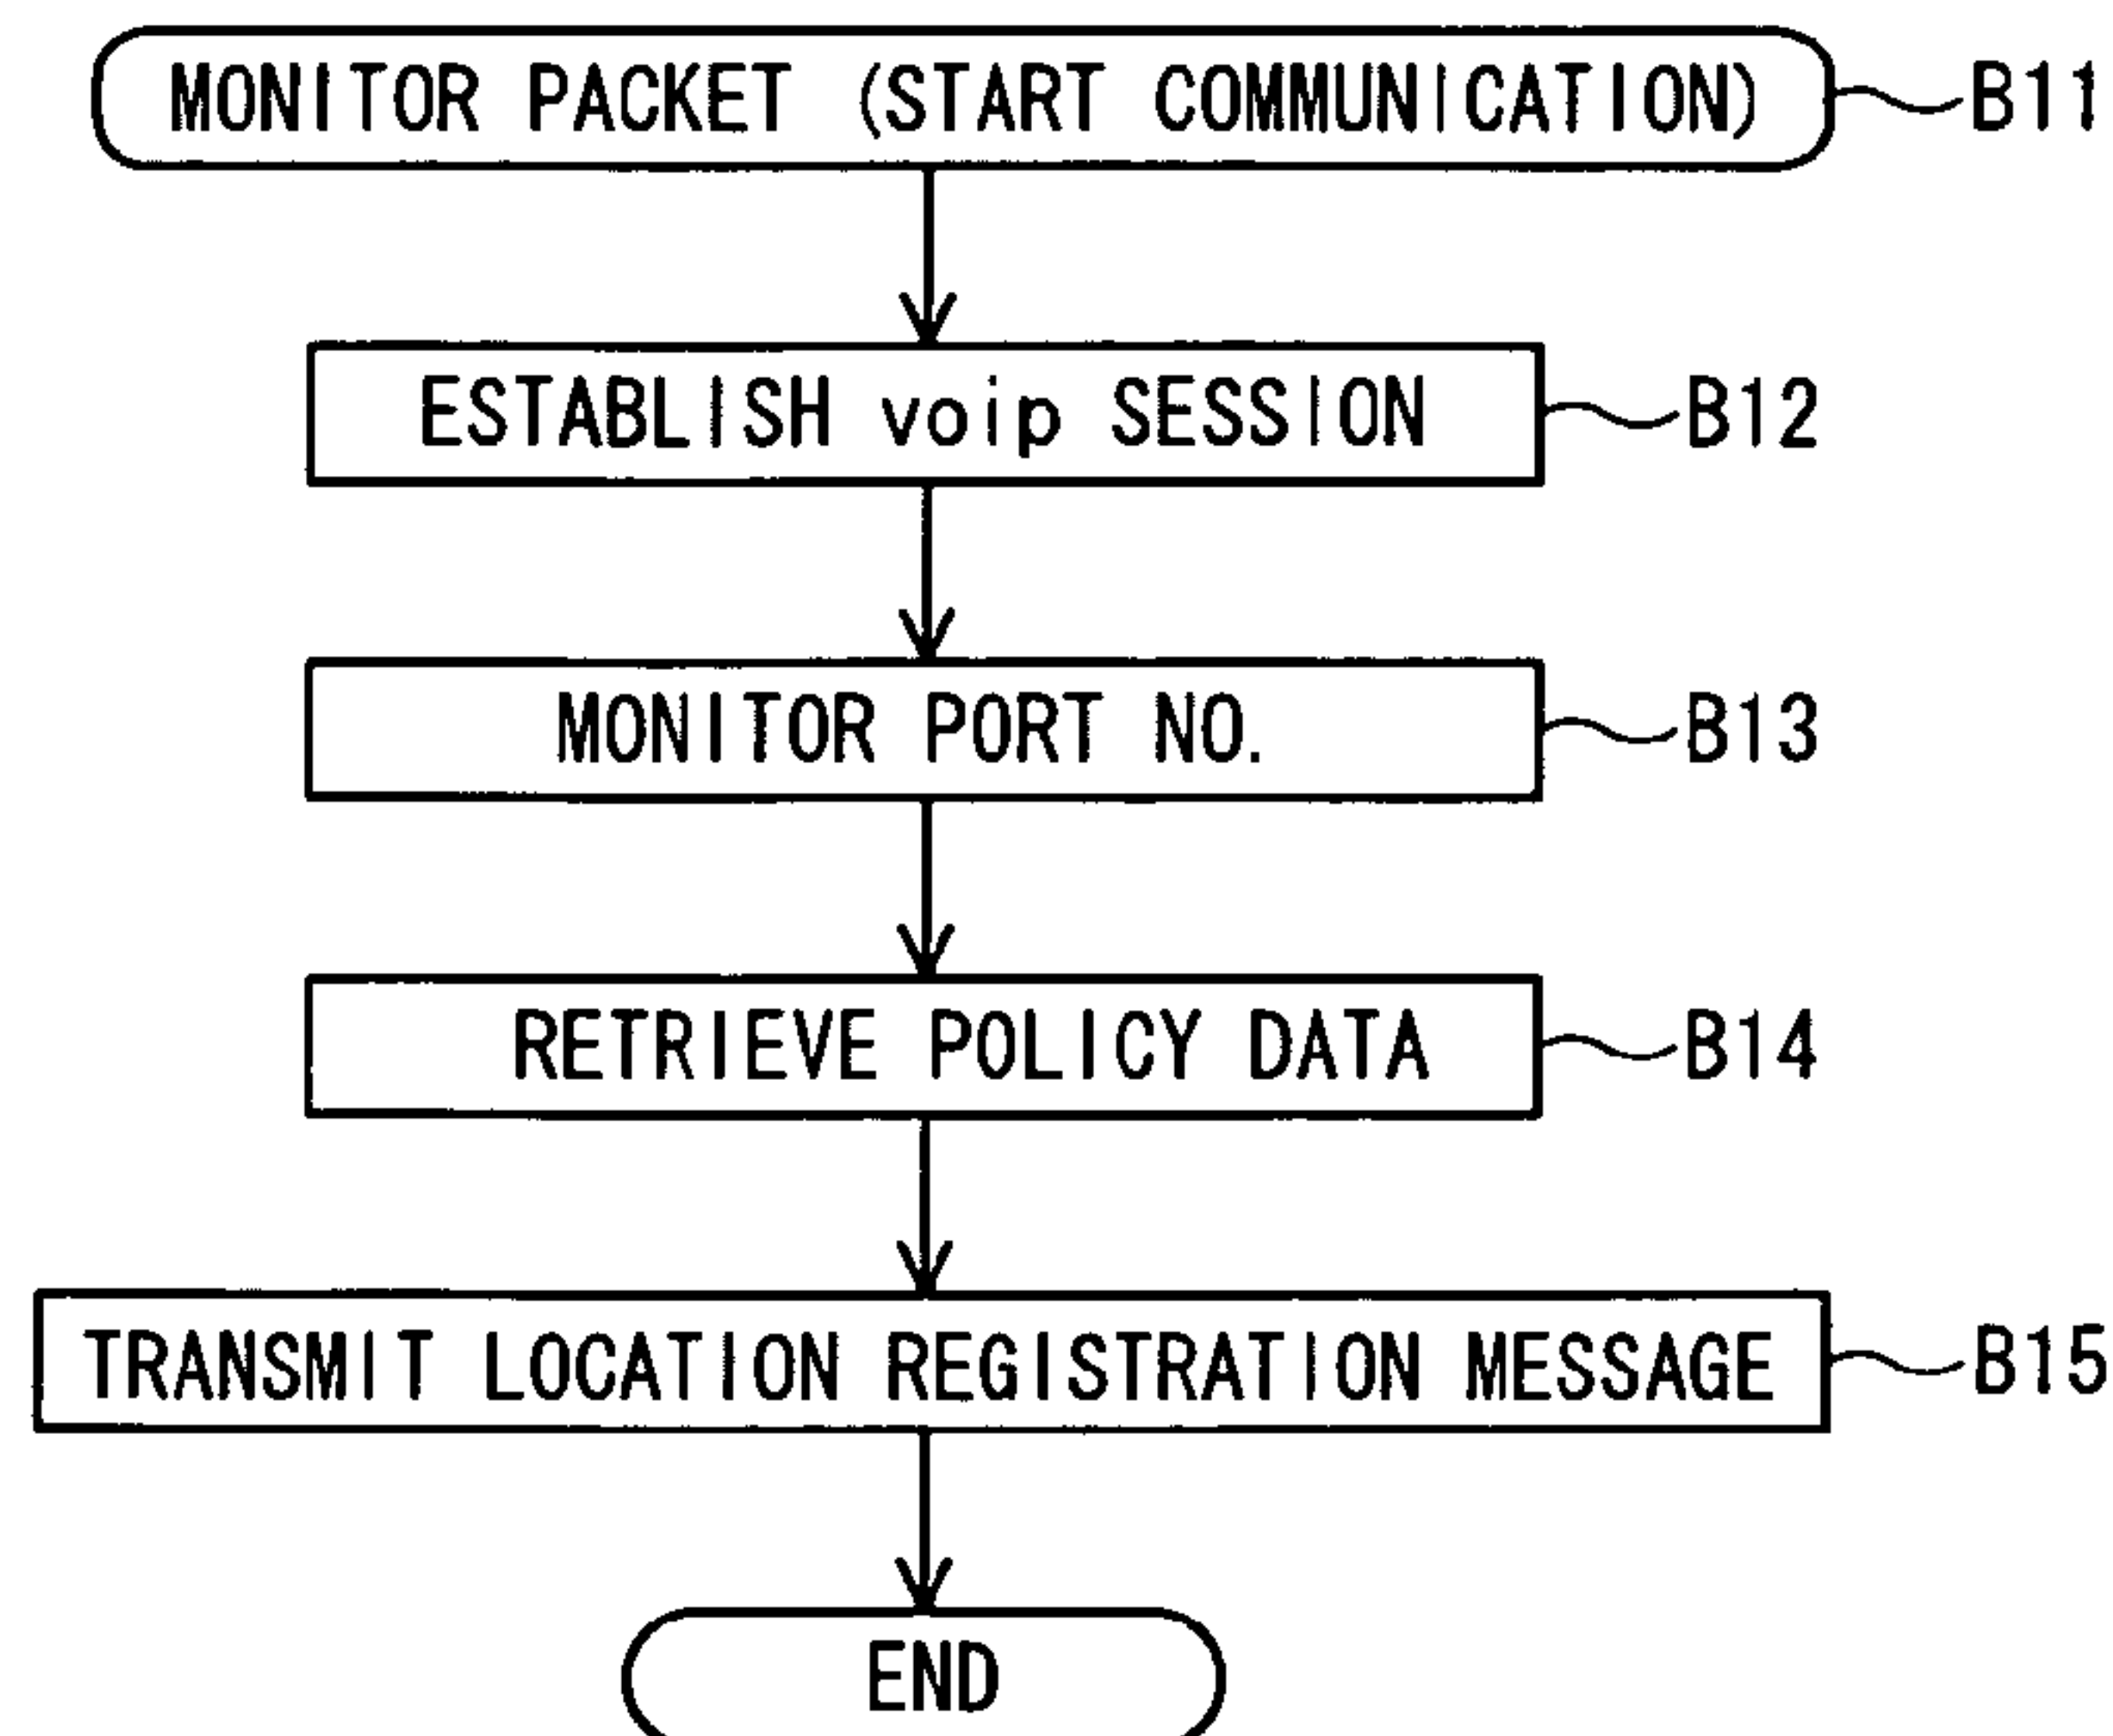 MONITOR PACKET (START COMMUNICATION) B11
ESTABLISH voip SESSION B12
MONITOR PORT NO. B13
RETRIEVE POLICY DATA B14
TRANSMIT LOCATION REGISTRATION MESSAGE B15
END